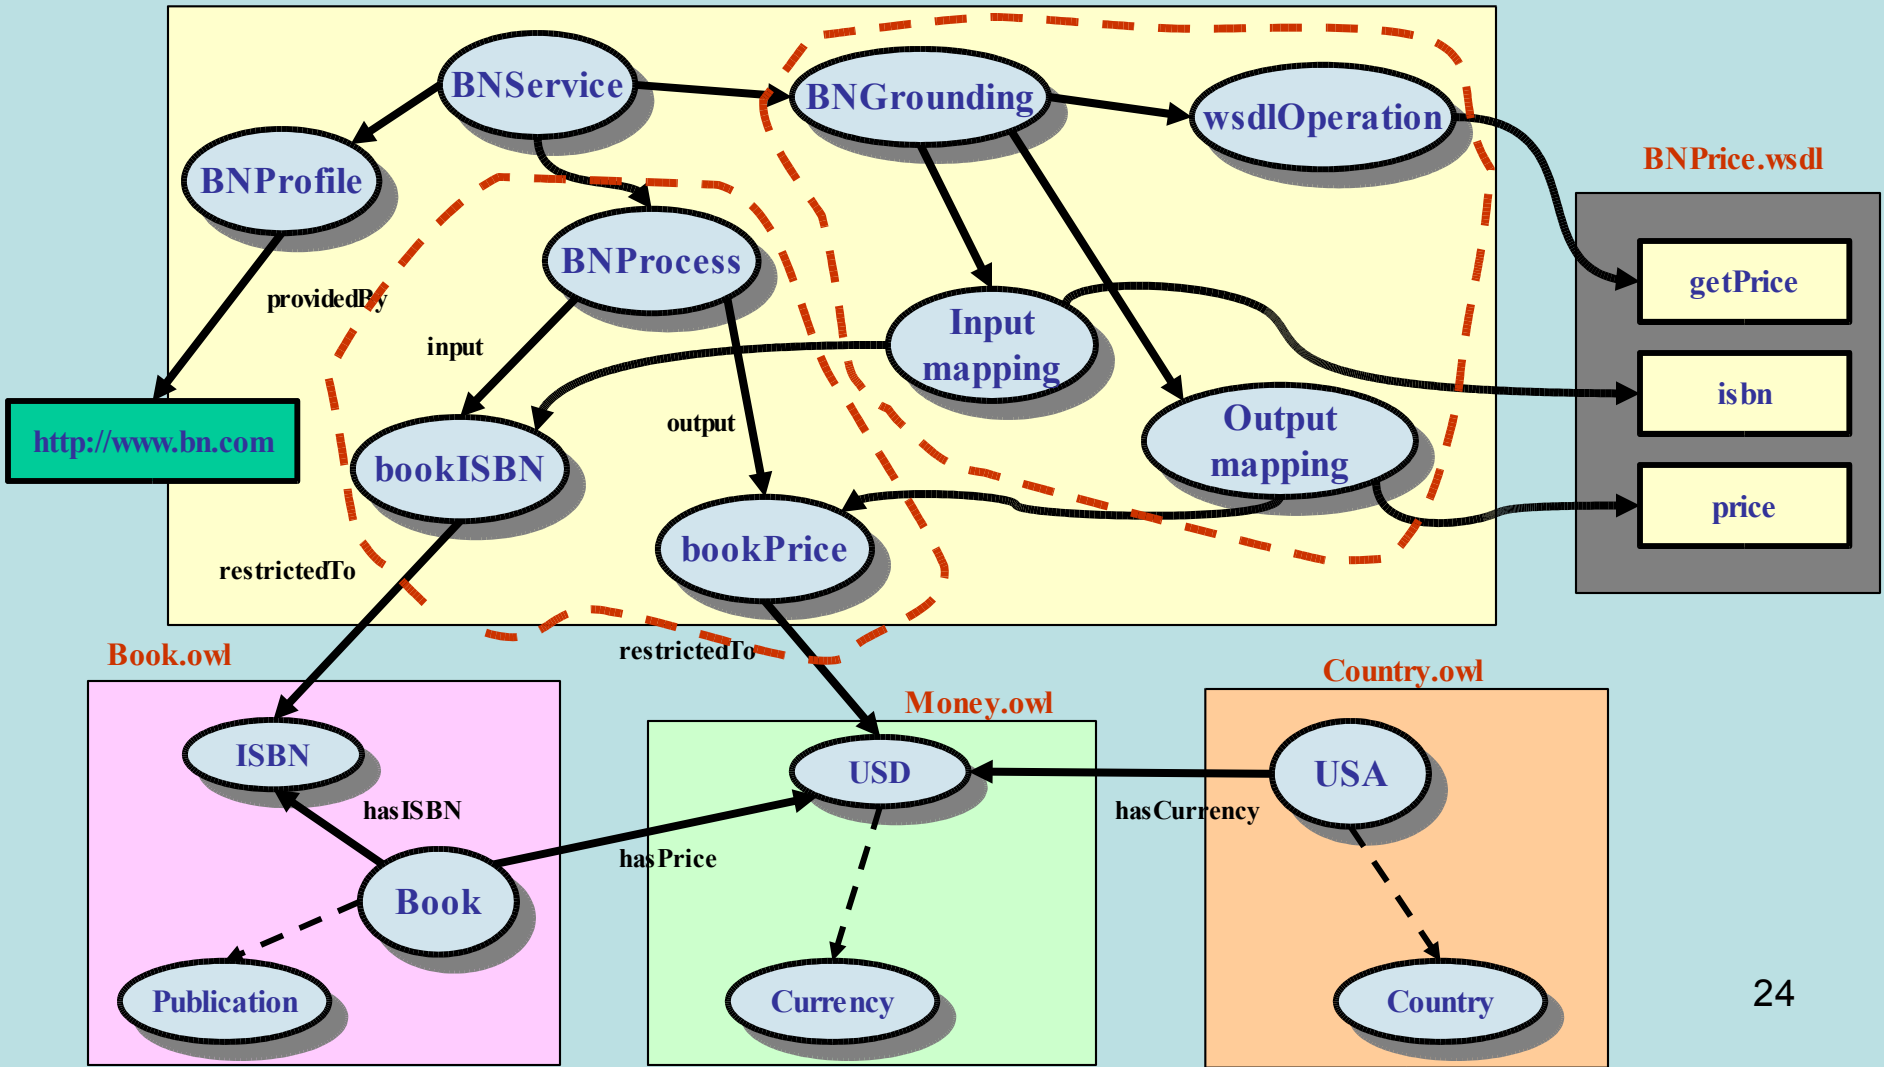 BNService
BNGrounding
wsdlOperation
BNProfile
BNPrice.wsdl
BNProcess
getPrice
providedBy
input
Input
mapping
isbn
http://www.bn.com
bookISBN
output
Output
mapping
price
bookPrice
restrictedTo
restrictedTo
Book.owl
Money.owl
Country.owl
ISBN
USD
USA
hasISBN
hasPrice
hasCurrency
Book
Publication
Currency
Country
24